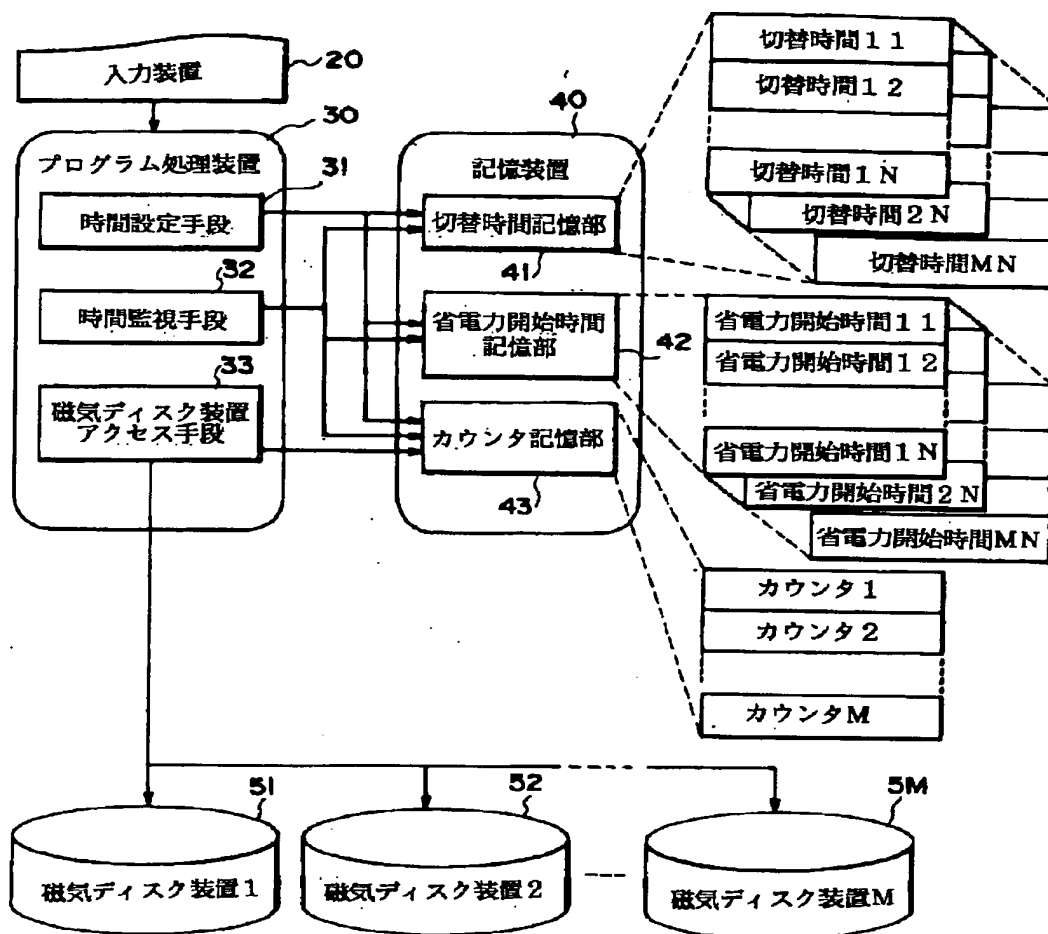 20
入力装置
30
プログラム処理装置
31
時間設定手段
32
時間監視手段
33
磁気ディスク装置
アクセス手段
40
記憶装置
切替時間記憶部
41
省電力開始時間
記憶部
42
カウンタ記憶部
43
切替時間11
切替時間12
切替時間1N
切替時間2N
切替時間MN
省電力開始時間11
省電力開始時間12
省電力開始時間1N
省電力開始時間2N
省電力開始時間MN
カウンタ1
カウンタ2
カウンタM
51
磁気ディスク装置1
52
磁気ディスク装置2
5M
磁気ディスク装置M